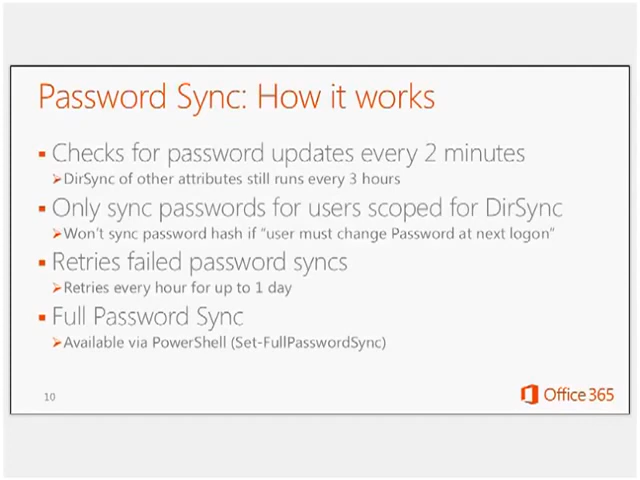 Password Sync: How it works
▪ Checks for password updates every 2 minutes
➢DirSync of other attributes still runs every 3 hours
▪ Only sync passwords for users scoped for DirSync
➢Won't sync password hash if "user must change Password at next logon"
▪ Retries failed password syncs
➢Retries every hour for up to 1 day
▪ Full Password Sync
➢Available via PowerShell (Set-FullPasswordSync)
10
Office 365